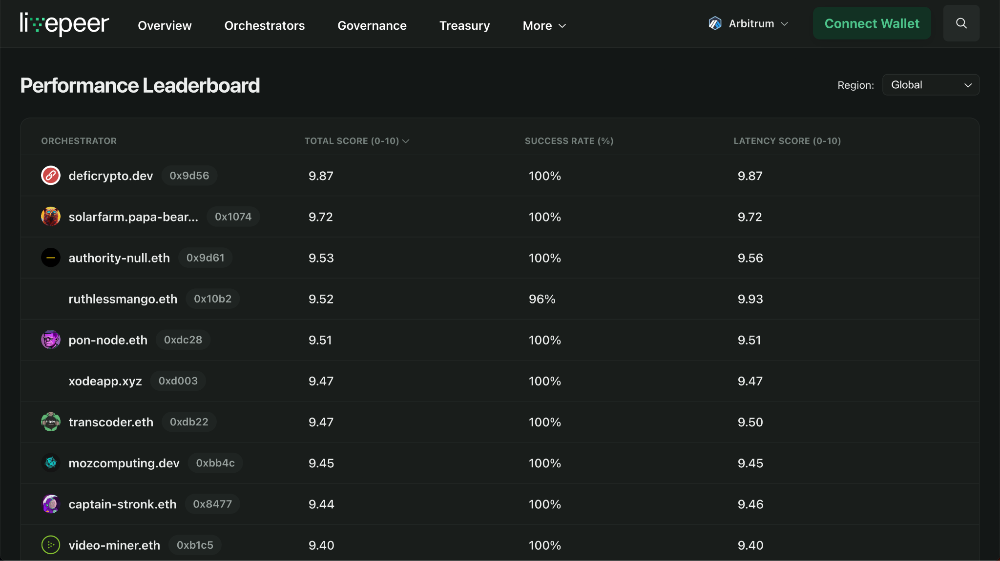 livepeer Overview Orchestrators Governance Treasury More Arbitrum Connect Wallet
Performance Leaderboard Region: Global
ORCHESTRATOR TOTAL SCORE (0-10) SUCCESS RATE (%) LATENCY SCORE (0-10)
deficrypto.dev 0x9d56 9.87 100% 9.87
solarfarm.papa-bear... 0x1074 9.72 100% 9.72
authority-null.eth 0x9d61 9.53 100% 9.56
ruthlessmango.eth 0x10b2 9.52 96% 9.93
pon-node.eth 0xdc28 9.51 100% 9.51
xodeapp.xyz 0xd003 9.47 100% 9.47
transcoder.eth 0xdb22 9.47 100% 9.50
mozcomputing.dev 0xbb4c 9.45 100% 9.45
captain-stronk.eth 0x8477 9.44 100% 9.46
video-miner.eth 0xb1c5 9.40 100% 9.40